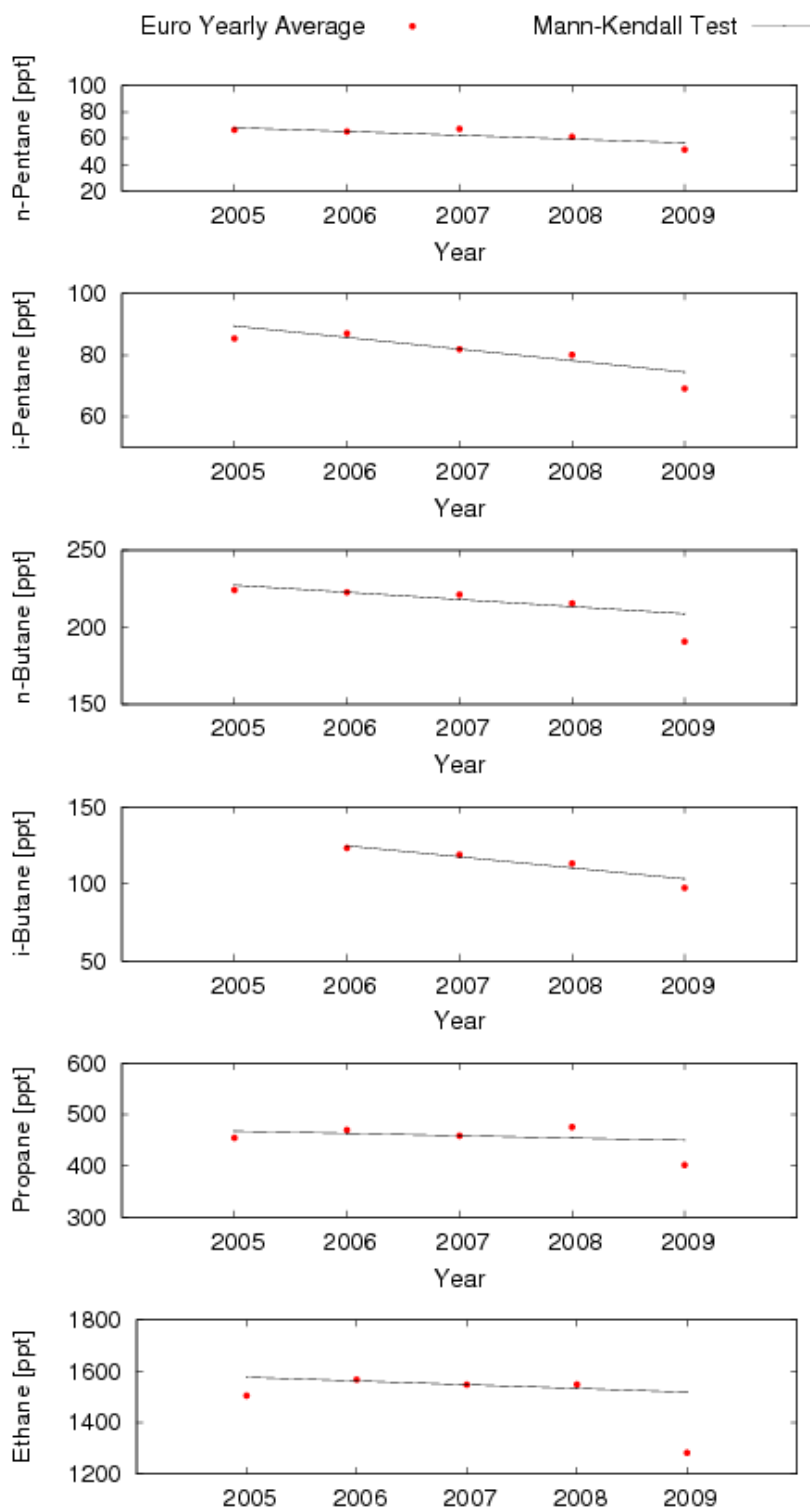 Euro Yearly Average Mann-Kendall Test
n-Pentane [ppt]
100
80
60
40
20
2005 2006 2007 2008 2009
Year
i-Pentane [ppt]
100
80
60
2005 2006 2007 2008 2009
Year
n-Butane [ppt]
250
200
150
2005 2006 2007 2008 2009
Year
i-Butane [ppt]
150
100
50
2005 2006 2007 2008 2009
Year
Propane [ppt]
600
500
400
300
2005 2006 2007 2008 2009
Year
Ethane [ppt]
1800
1600
1400
1200
2005 2006 2007 2008 2009